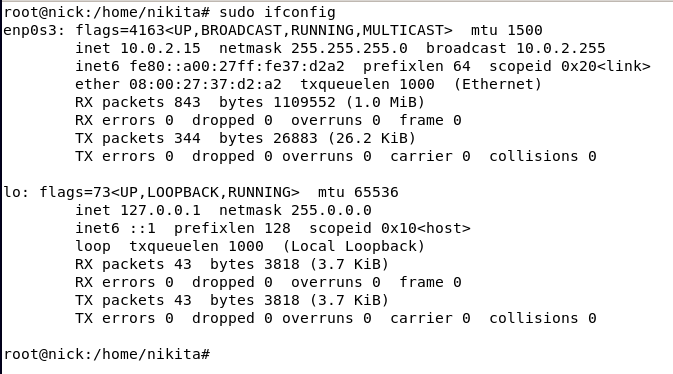 root@nick:/home/nikita# sudo ifconfig
enp0s3: flags=4163<UP,BROADCAST,RUNNING,MULTICAST>  mtu 1500
        inet 10.0.2.15  netmask 255.255.255.0  broadcast 10.0.2.255
        inet6 fe80::a00:27ff:fe37:d2a2  prefixlen 64  scopeid 0x20<link>
        ether 08:00:27:37:d2:a2  txqueuelen 1000  (Ethernet)
        RX packets 843  bytes 1109552 (1.0 MiB)
        RX errors 0  dropped 0  overruns 0  frame 0
        TX packets 344  bytes 26883 (26.2 KiB)
        TX errors 0  dropped 0 overruns 0  carrier 0  collisions 0

lo: flags=73<UP,LOOPBACK,RUNNING>  mtu 65536
        inet 127.0.0.1  netmask 255.0.0.0
        inet6 ::1  prefixlen 128  scopeid 0x10<host>
        loop  txqueuelen 1000  (Local Loopback)
        RX packets 43  bytes 3818 (3.7 KiB)
        RX errors 0  dropped 0  overruns 0  frame 0
        TX packets 43  bytes 3818 (3.7 KiB)
        TX errors 0  dropped 0 overruns 0  carrier 0  collisions 0

root@nick:/home/nikita#